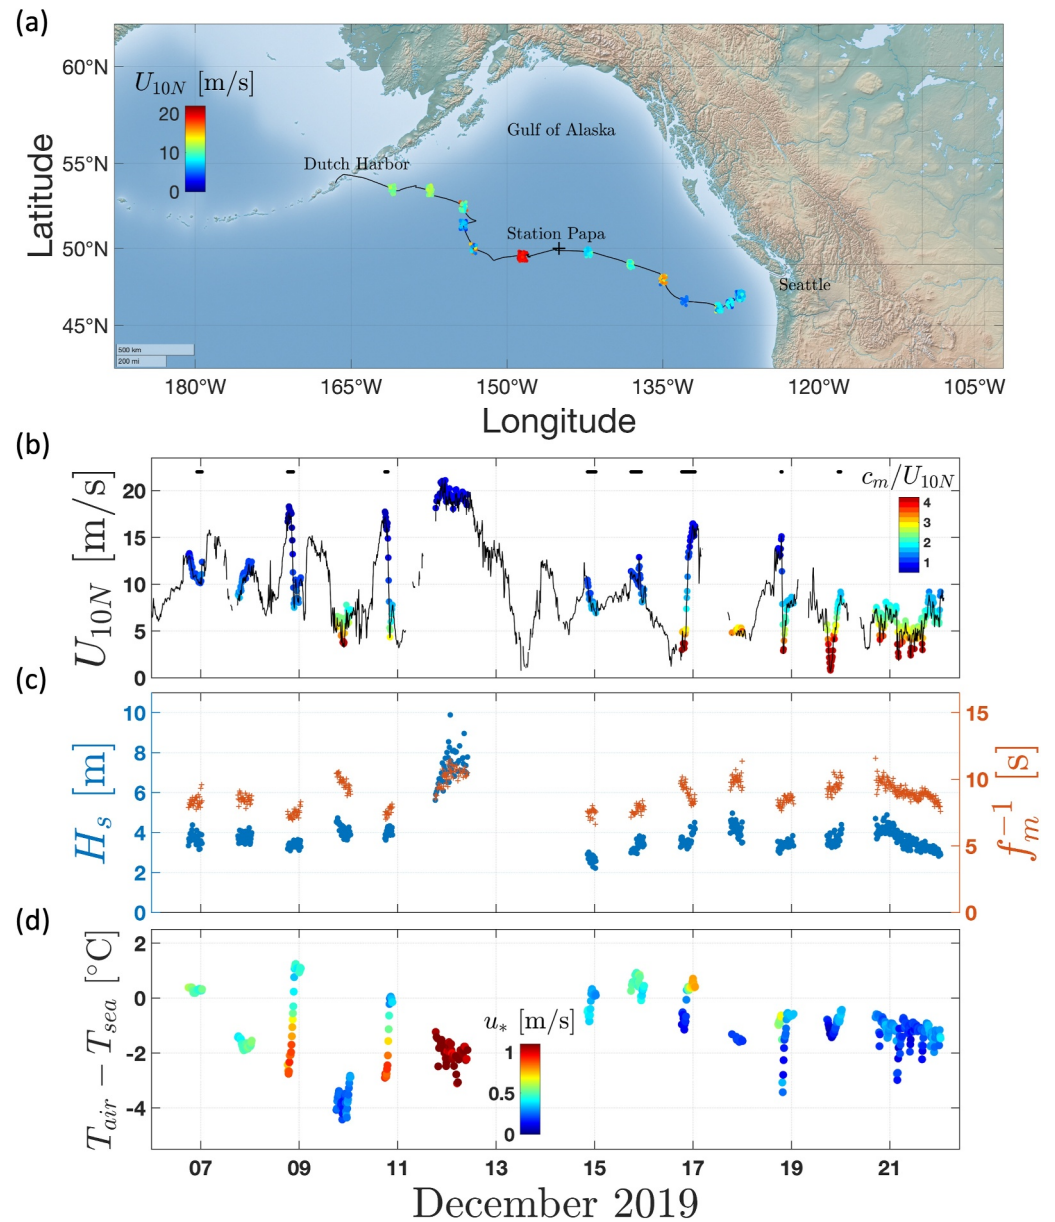 (a)
60°N
55°N
50°N
45°N
Latitude
U10N [m/s]
20
10
0
Gulf of Alaska
Dutch Harbor
Station Papa
Seattle
500 km
200 mi
180°W 165°W 150°W 135°W 120°W 105°W
Longitude
(b)
U10N [m/s]
20
15
10
5
0
cm/U10N
4
3
2
1
(c)
Hs [m]
10
8
6
4
2
0
15
10
5
0
fm−1 [s]
(d)
Tair − Tsea [°C]
2
0
-2
-4
u* [m/s]
1
0.5
0
07 09 11 13 15 17 19 21
December 2019